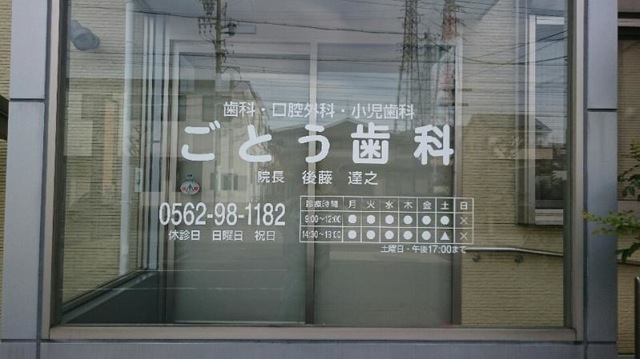 歯科・口腔外科・小児歯科
ごとう歯科
院長 後藤 達之
0562-98-1182
休診日 日曜日 祝日
診療時間 月 火 水 木 金 土 日
9:00~12:00 ● ● ● ● ● ● ×
14:30~19:00 ● ● ● ● ● ▲ ×
土曜日・午後17:00まで